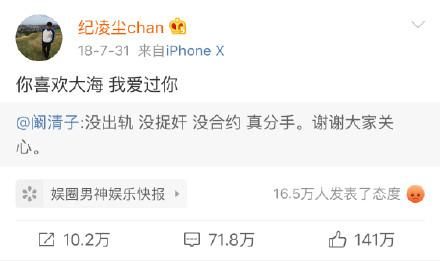 纪凌尘chan
18-7-31 来自iPhone X
你喜欢大海 我爱过你
@阚清子:没出轨 没捉奸 没合约 真分手。谢谢大家关
心。
娱圈男神娱乐快报
16.5万人发表了态度
10.2万 71.8万 141万